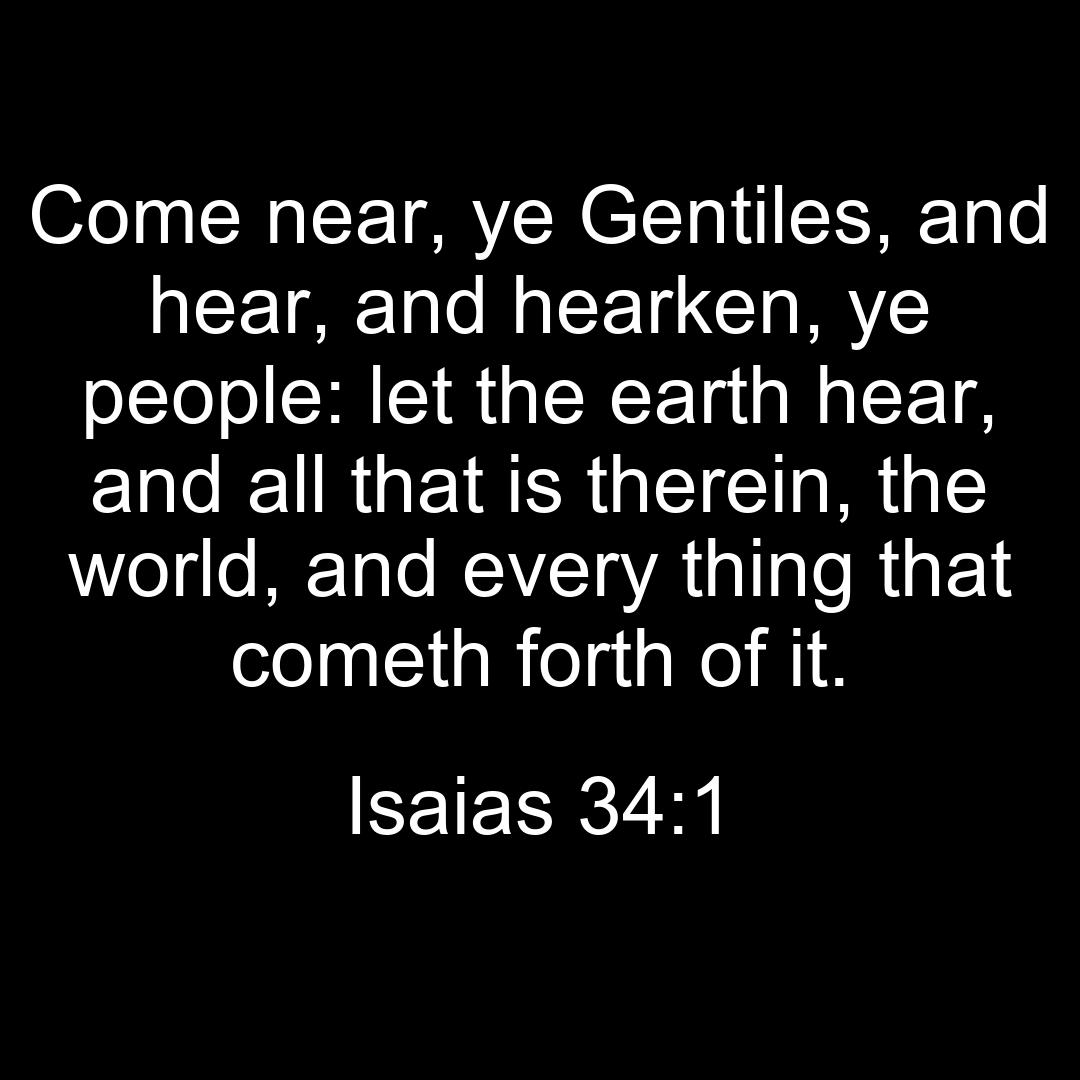 Come near, ye Gentiles, and
hear, and hearken, ye
people: let the earth hear,
and all that is therein, the
world, and every thing that
cometh forth of it.
Isaias 34:1